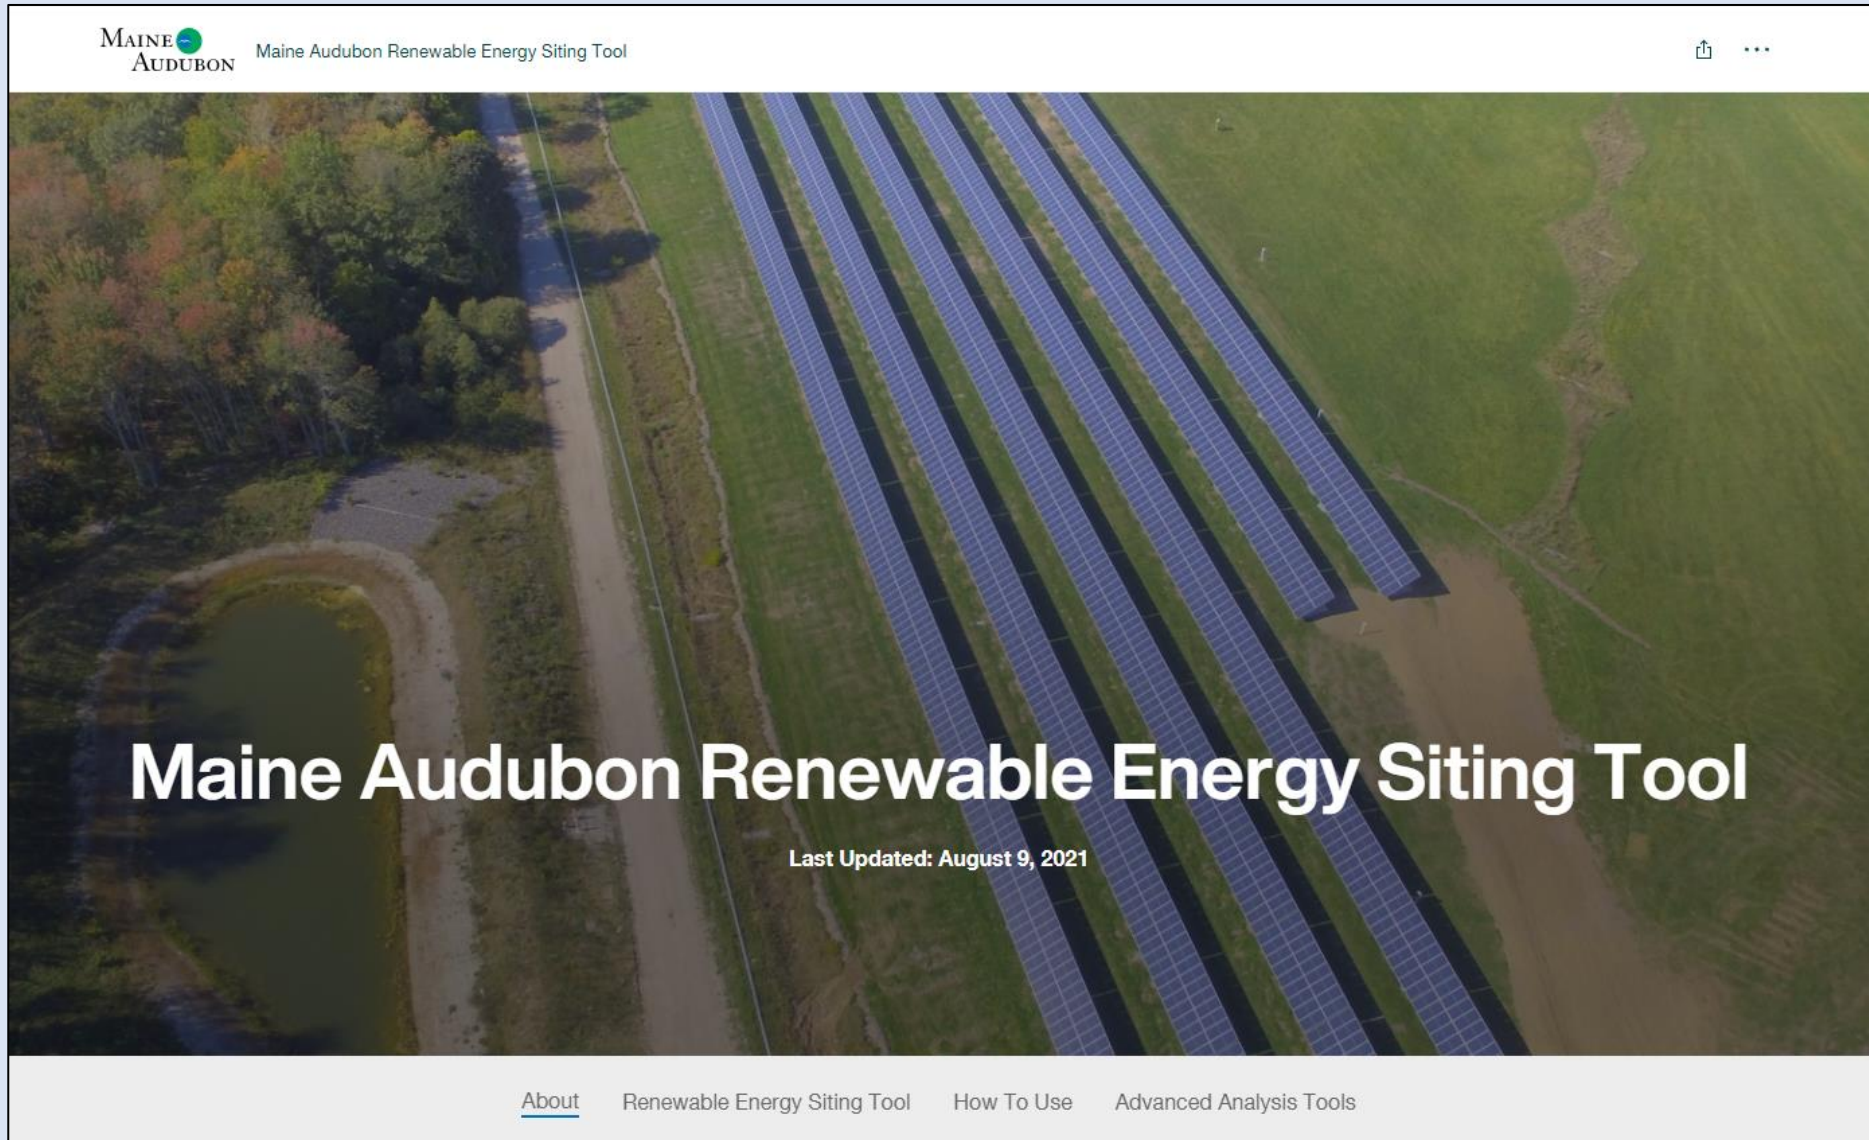 MAINE
AUDUBON
Maine Audubon Renewable Energy Siting Tool
Maine Audubon Renewable Energy Siting Tool
Last Updated: August 9, 2021
About Renewable Energy Siting Tool How To Use Advanced Analysis Tools